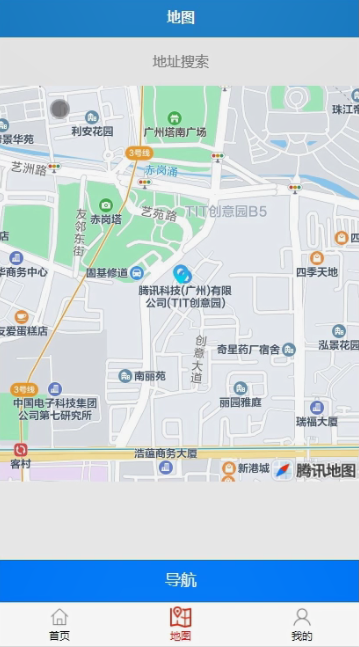 地图
地址搜索
珠江帝
利安花园
广州塔南广场
景华苑
3号线
艺洲路
赤岗涌
艺苑路
TIT创意园B5
赤岗塔
友邻东街
店
华商务中心
固基修道
四季天地
腾讯科技(广州)有限
公司(TIT创意园)
友爱蛋糕店
泓景花园
创意大道
奇星药厂宿舍
南丽苑
3号线
中国电子科技集团
公司第七研究所
丽园雅庭
瑞福大厦
客村
浩蕴商务大厦
新港城
腾讯地图
导航
首页
地图
我的